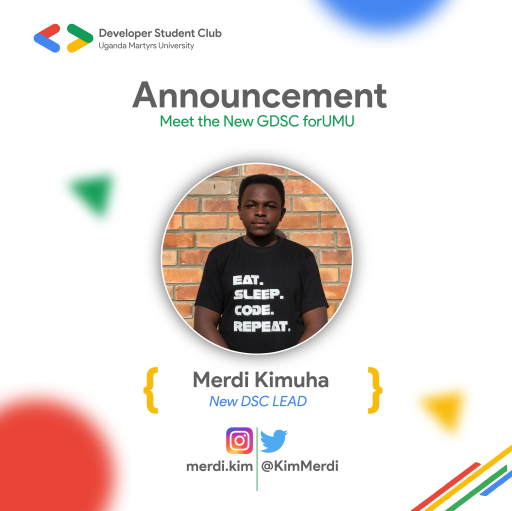 Developer Student Club
Uganda Martyrs University
Announcement
Meet the New GDSC forUMU
EAT.
SLEEP.
CODE.
REPEAT.
{ Merdi Kimuha }
New DSC LEAD
merdi.kim @KimMerdi